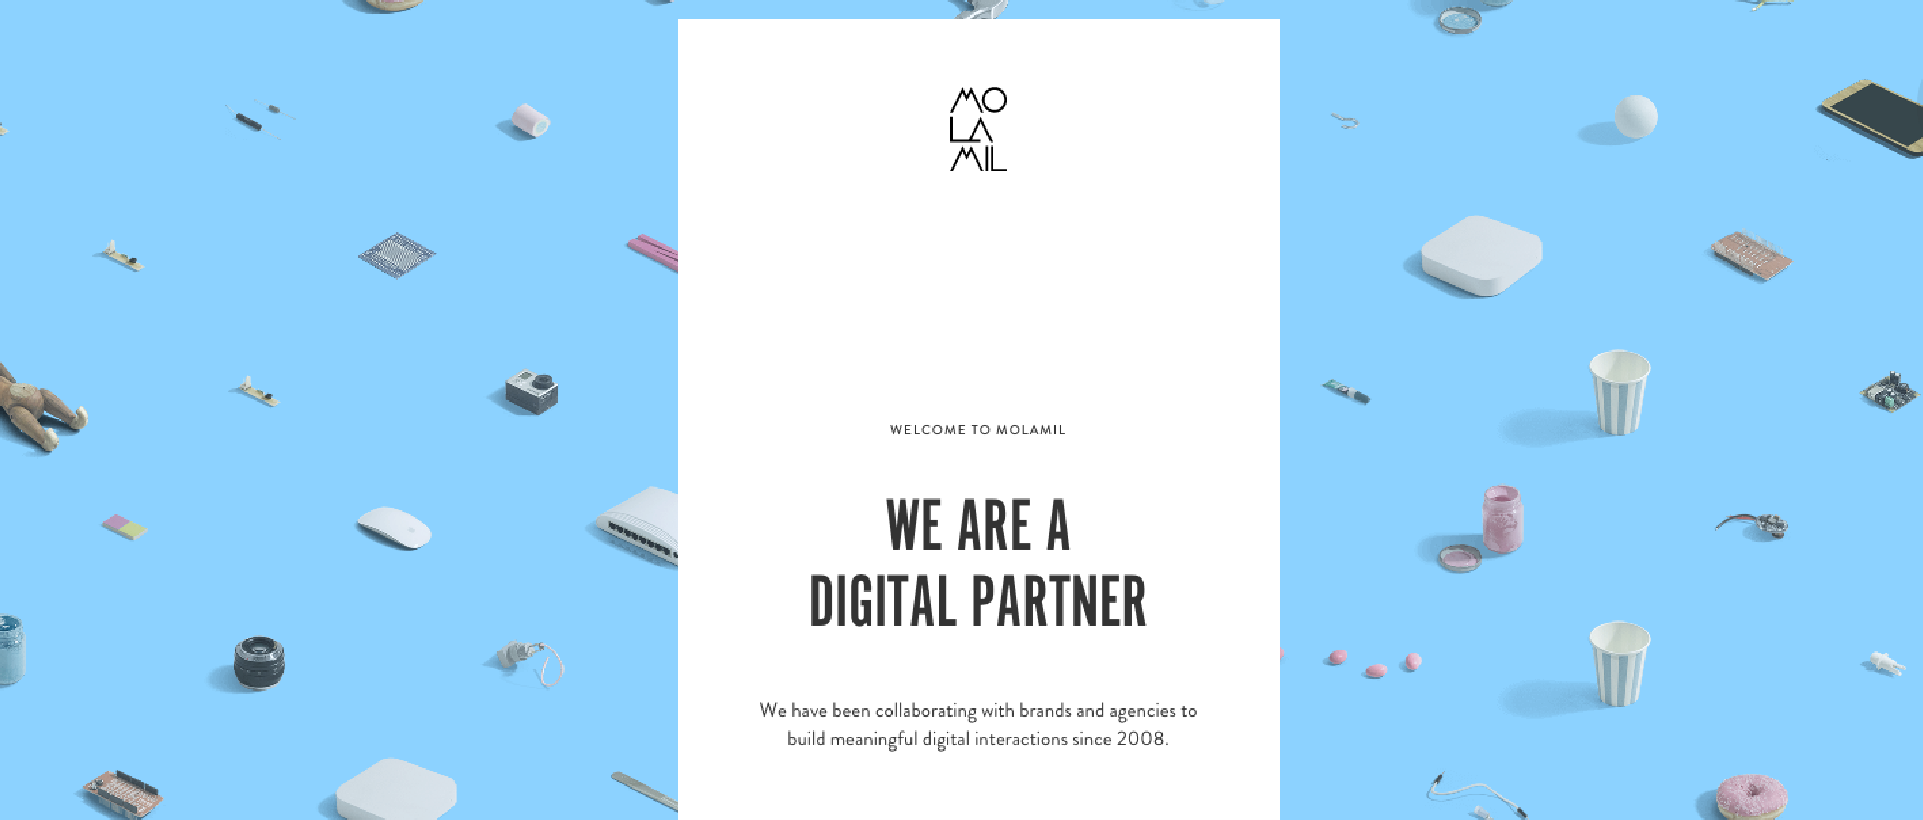 MO
LA
MIL
WELCOME TO MOLAMIL
WE ARE A
DIGITAL PARTNER
We have been collaborating with brands and agencies to
build meaningful digital interactions since 2008.